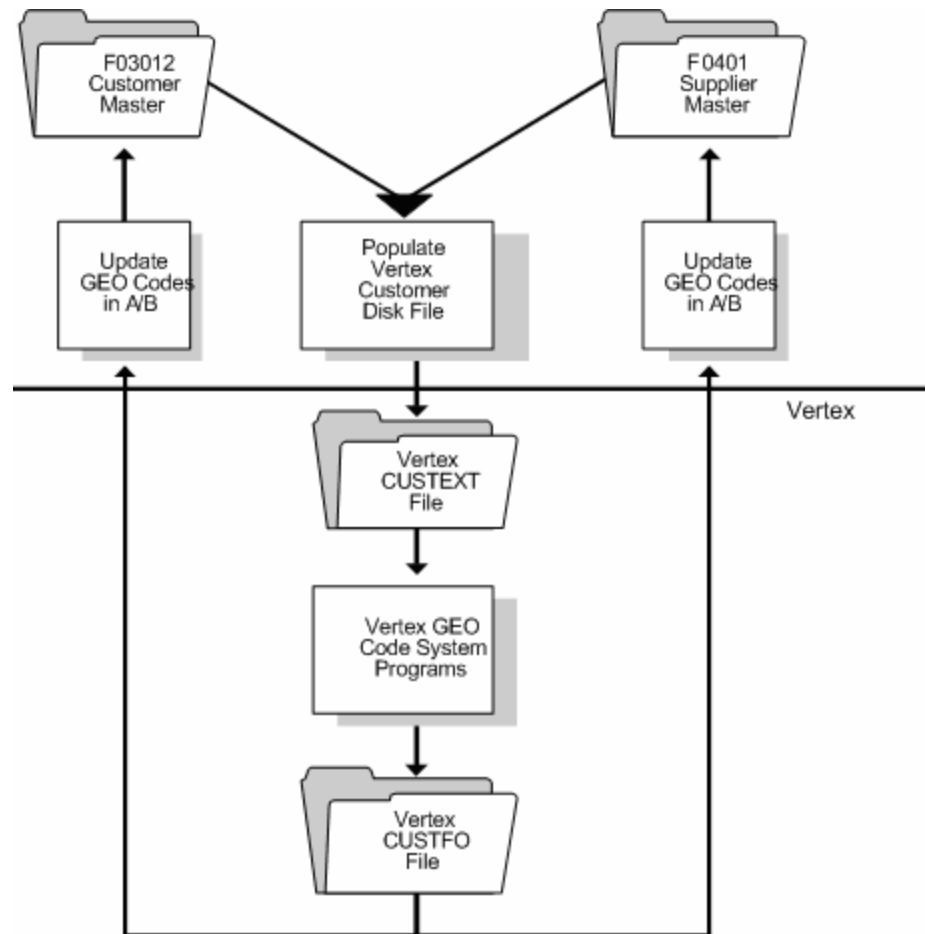 F03012
Customer
Master
F0401
Supplier
Master
Update
GEO Codes
in A/B
Populate
Vertex
Customer
Disk File
Update
GEO Codes
in A/B
Vertex
Vertex
CUSTEXT
File
Vertex GEO
Code System
Programs
Vertex
CUSTFO
File